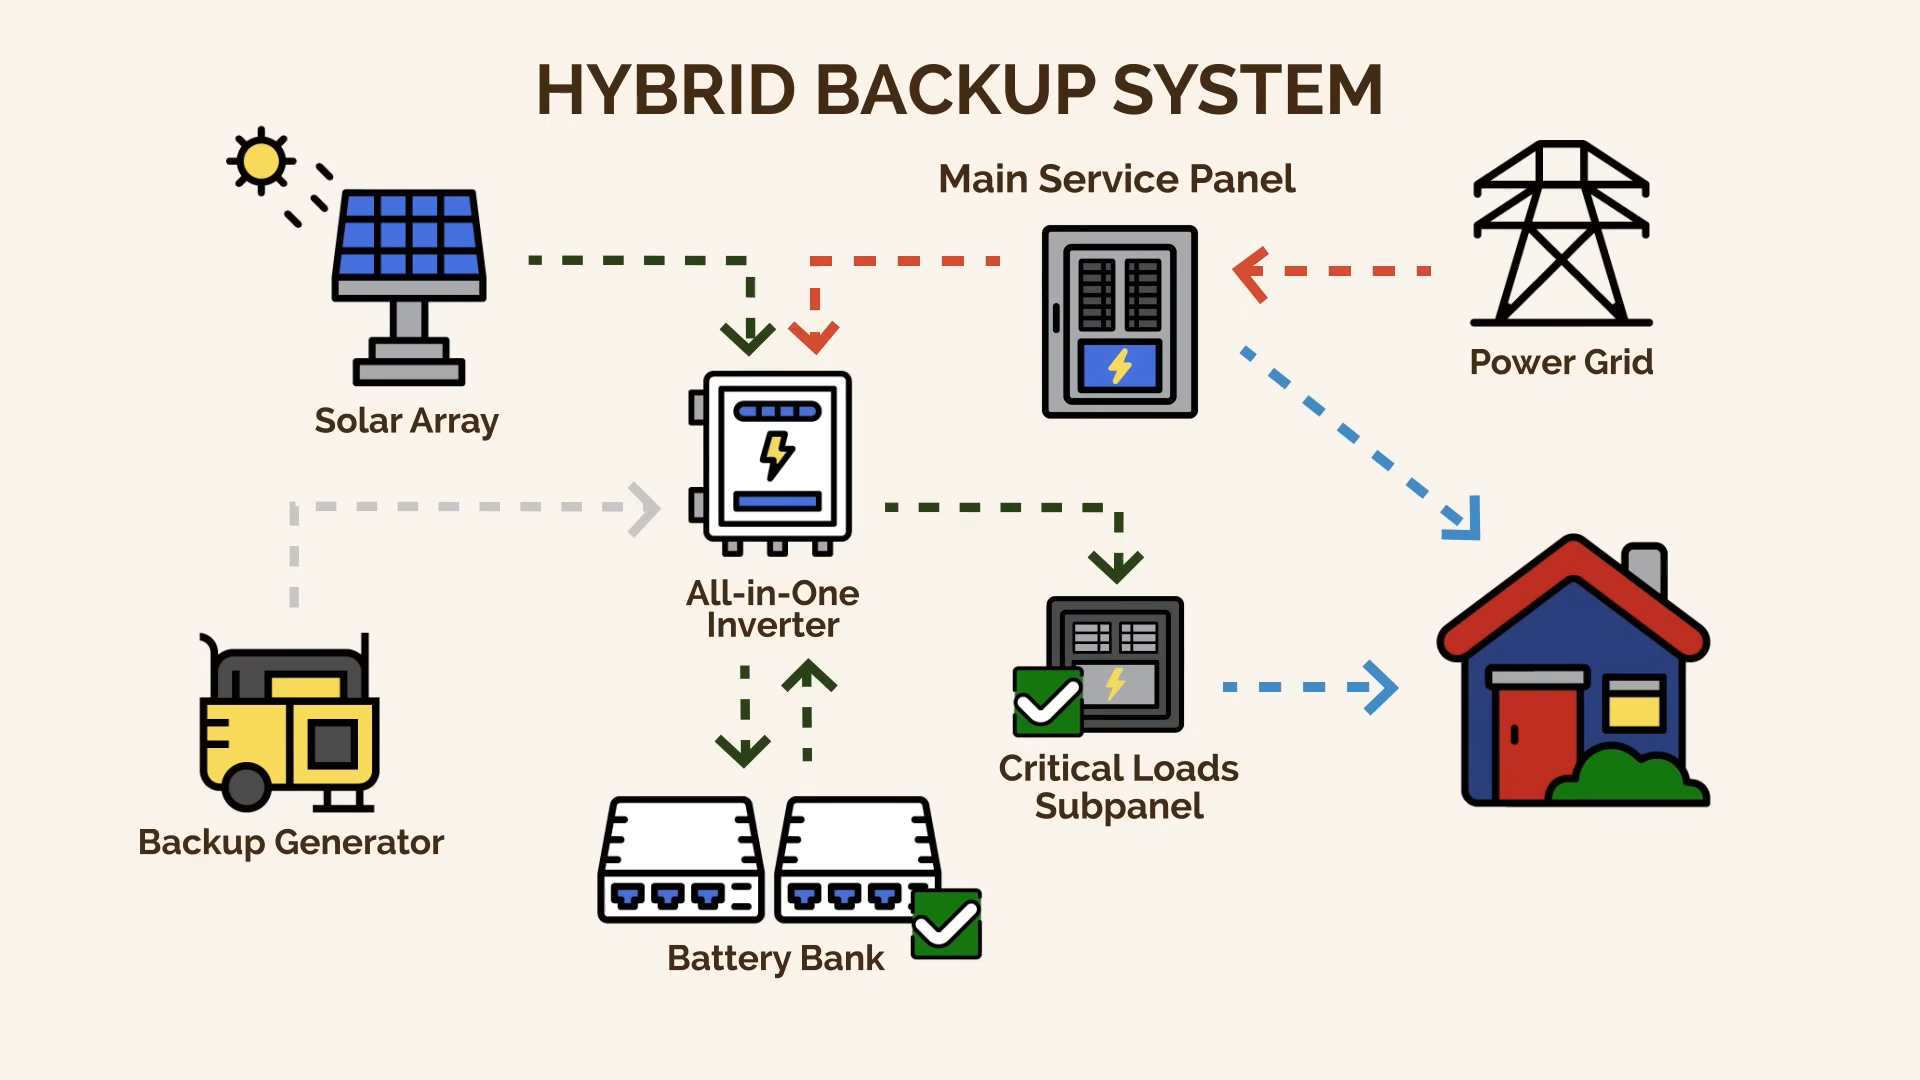 HYBRID BACKUP SYSTEM
Main Service Panel
Power Grid
Solar Array
All-in-One
Inverter
Critical Loads
Subpanel
Backup Generator
Battery Bank